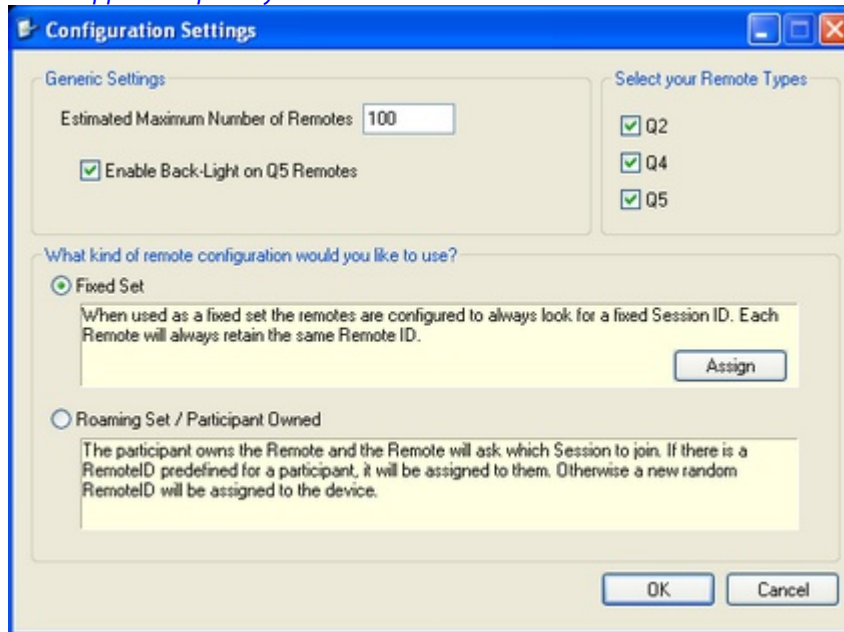 Configuration Settings
Generic Settings
Select your Remote Types
Estimated Maximum Number of Remotes 100
Q2
Enable Back-Light on Q5 Remotes
Q4
Q5
What kind of remote configuration would you like to use?
Fixed Set
When used as a fixed set the remotes are configured to always look for a fixed Session ID. Each
Remote will always retain the same Remote ID.
Assign
Roaming Set / Participant Owned
The participant owns the Remote and the Remote will ask which Session to join. If there is a
RemoteID predefined for a participant, it will be assigned to them. Otherwise a new random
RemoteID will be assigned to the device.
OK Cancel